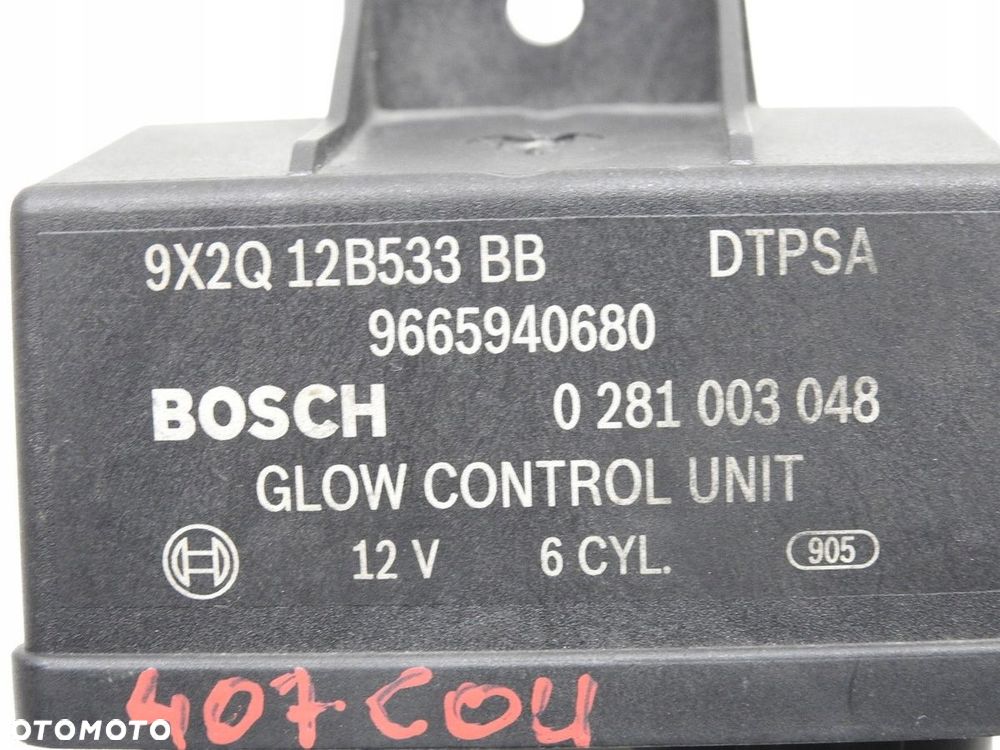 9X2Q 12B533 BB DTPSA
9665940680
BOSCH 0 281 003 048
GLOW CONTROL UNIT
12 V 6 CYL. 905
407 COU
OTOMOTO